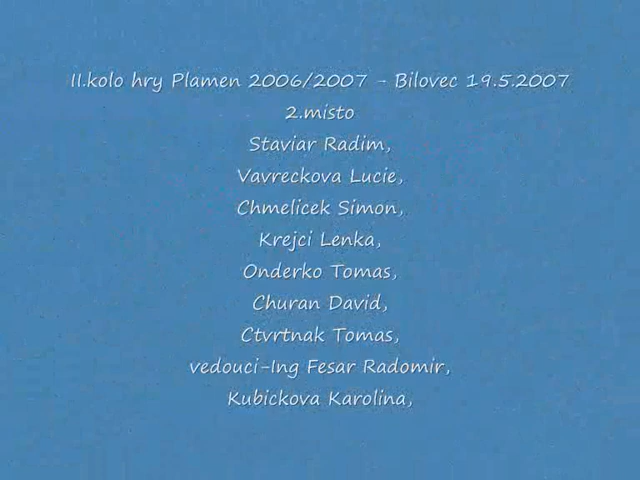 II.kolo hry Plamen 2006/2007 - Bilovec 19.5.2007
2.misto
Staviar Radim,
Vavreckova Lucie,
Chmelicek Simon,
Krejci Lenka,
Onderko Tomas,
Churan David,
Ctvrtnak Tomas,
vedouci-Ing Fesar Radomir,
Kubickova Karolina,